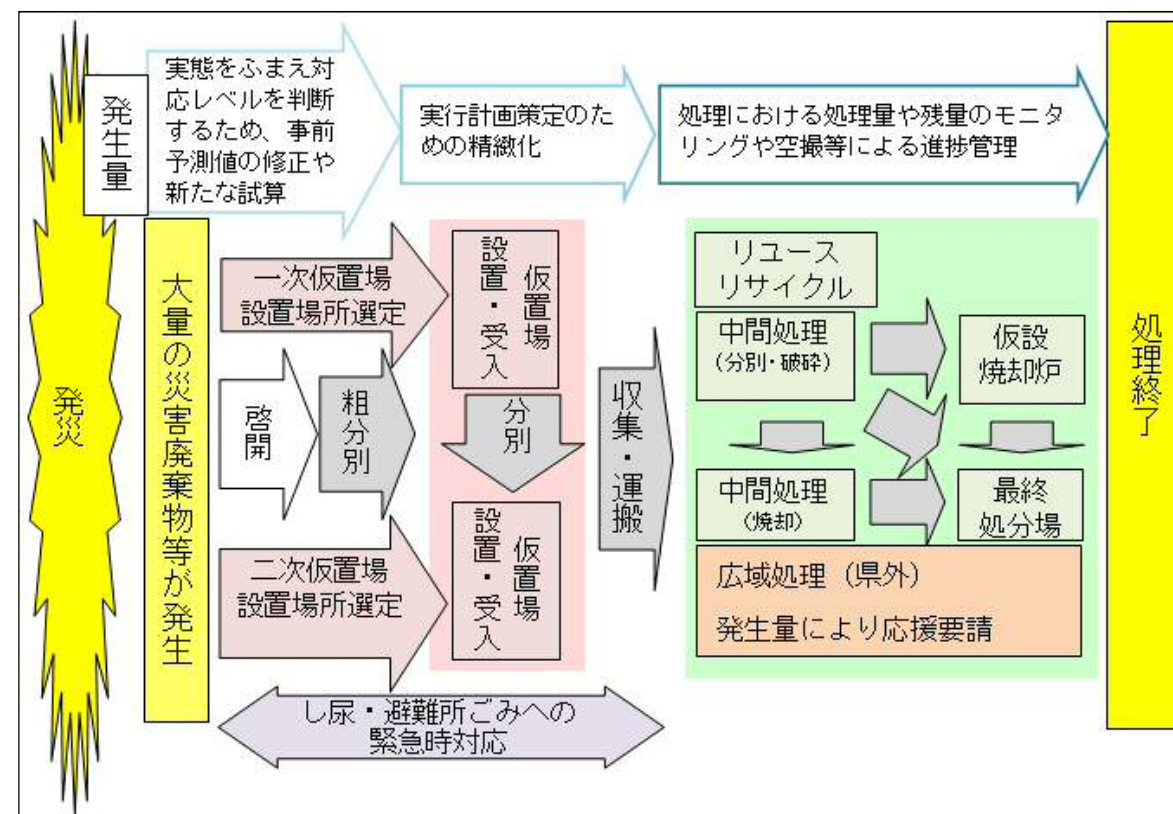 発災
発生量
実態をふまえ対
応レベルを判断
するため、事前
予測値の修正や
新たな試算
実行計画策定のた
めの精緻化
処理における処理量や残量のモニタ
リングや空撮等による進捗管理
処理終了
大量の災害廃棄物等が発生
一次仮置場
設置場所選定
啓開
粗分別
二次仮置場
設置場所選定
仮置場
設置・受入
分別
仮置場
設置・受入
収集・運搬
リユース
リサイクル
中間処理
（分別・破砕）
仮設
焼却炉
中間処理
（焼却）
最終
処分場
広域処理（県外）
発生量により応援要請
し尿・避難所ごみへの
緊急時対応